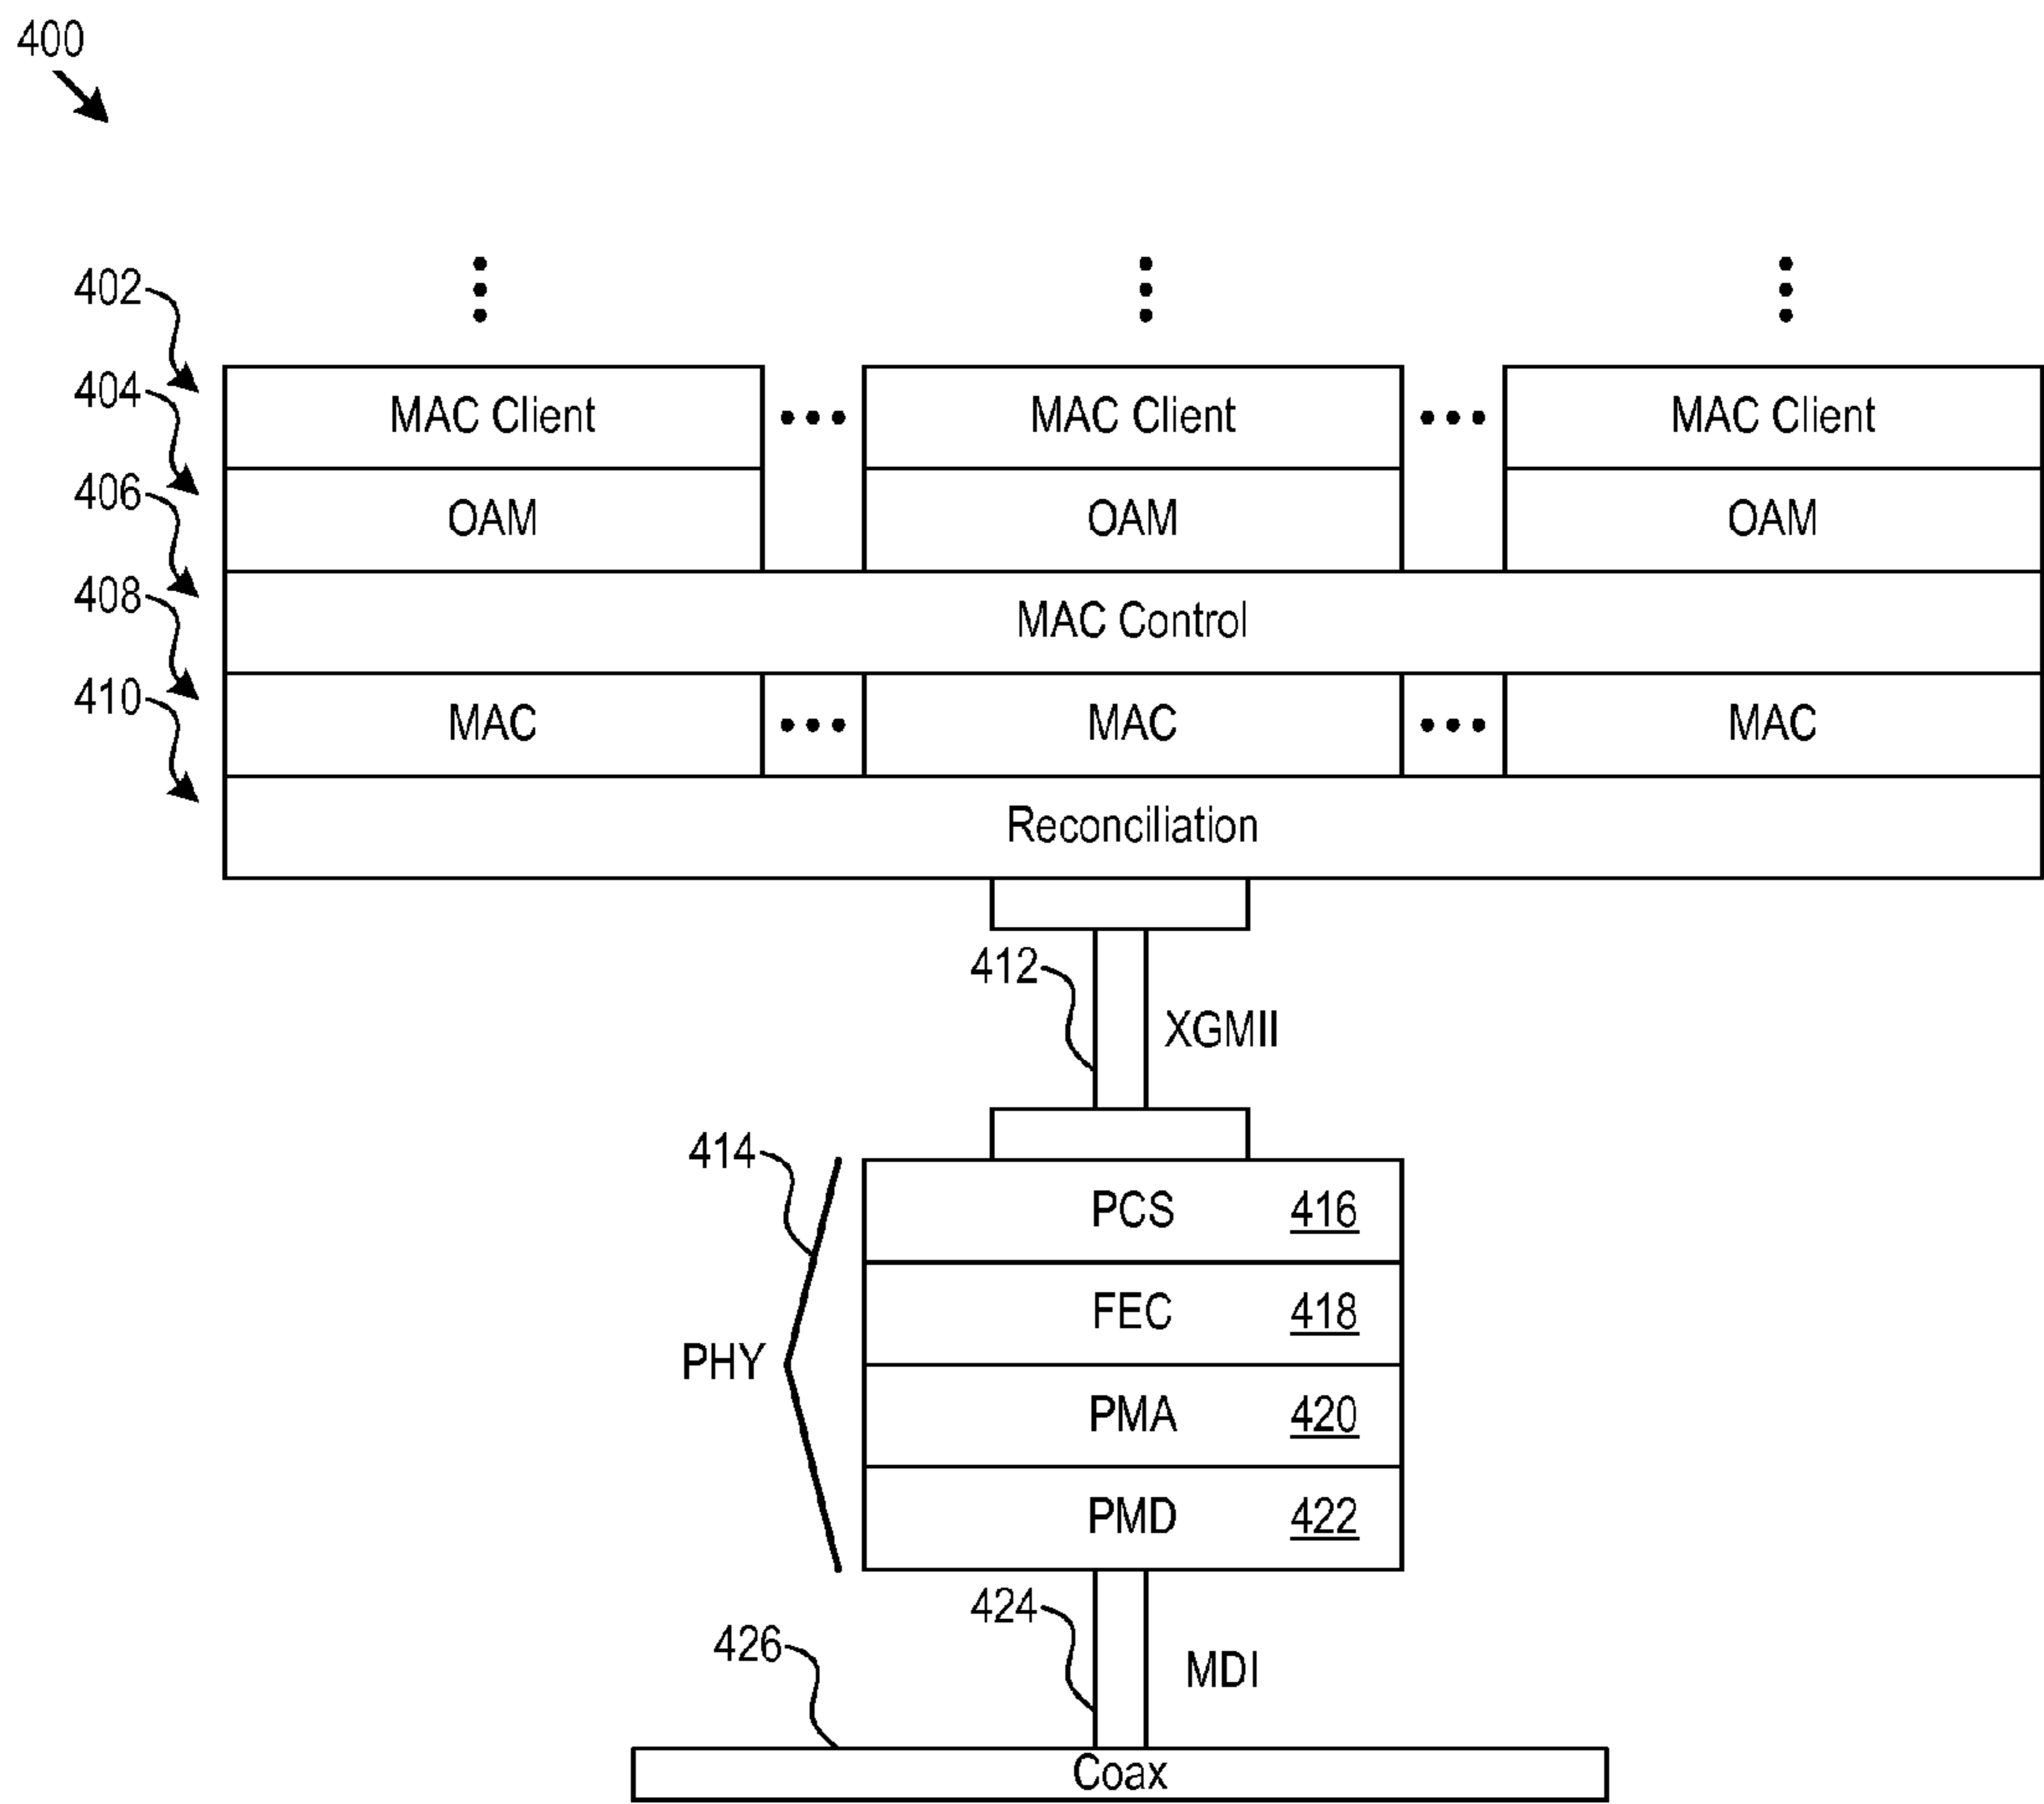 400
402
MAC Client ••• MAC Client ••• MAC Client
404
OAM OAM OAM
406
MAC Control
408
MAC ••• MAC ••• MAC
410
Reconciliation
412
XGMII
414
PCS 416
FEC 418
PHY
PMA 420
PMD 422
424
426
MDI
Coax